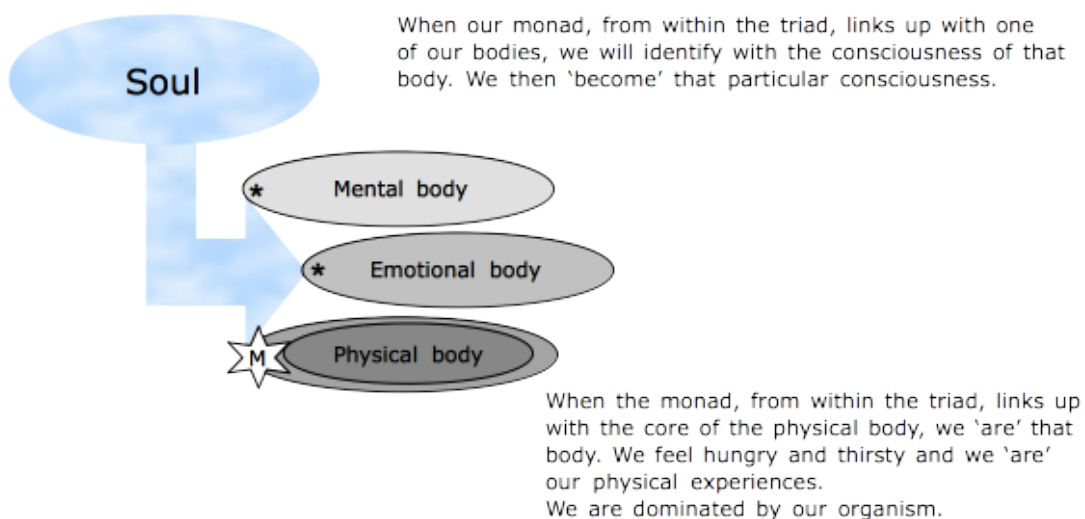 When our monad, from within the triad, links up with one
of our bodies, we will identify with the consciousness of that
body. We then ‘become’ that particular consciousness.
Soul
* Mental body
* Emotional body
M Physical body
When the monad, from within the triad, links up
with the core of the physical body, we ‘are’ that
body. We feel hungry and thirsty and we ‘are’
our physical experiences.
We are dominated by our organism.